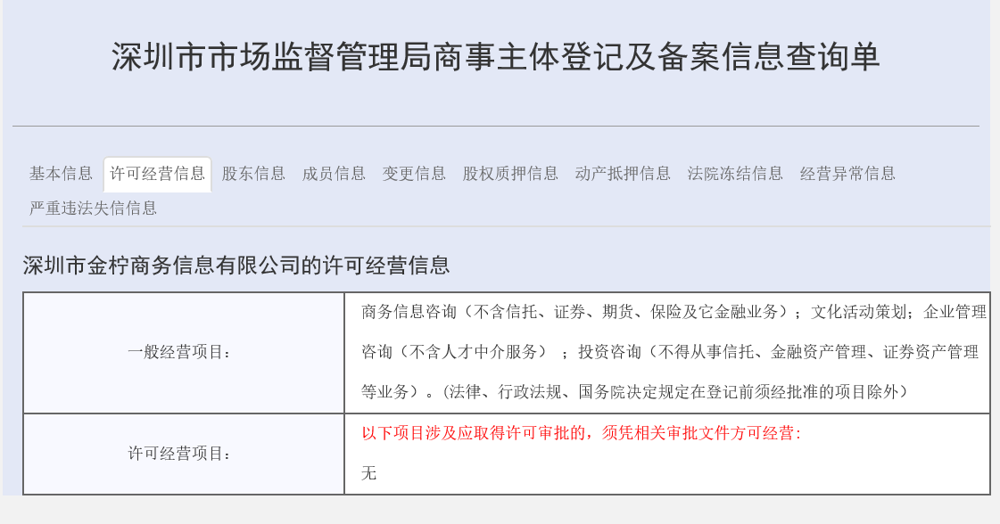 深圳市市场监督管理局商事主体登记及备案信息查询单
基本信息 许可经营信息 股东信息 成员信息 变更信息 股权质押信息 动产抵押信息 法院冻结信息 经营异常信息
严重违法失信信息
深圳市金柠商务信息有限公司的许可经营信息
一般经营项目：
商务信息咨询（不含信托、证券、期货、保险及它金融业务）；文化活动策划；企业管理
咨询（不含人才中介服务） ；投资咨询（不得从事信托、金融资产管理、证券资产管理
等业务）。(法律、行政法规、国务院决定规定在登记前须经批准的项目除外）
许可经营项目：
以下项目涉及应取得许可审批的，须凭相关审批文件方可经营：
无